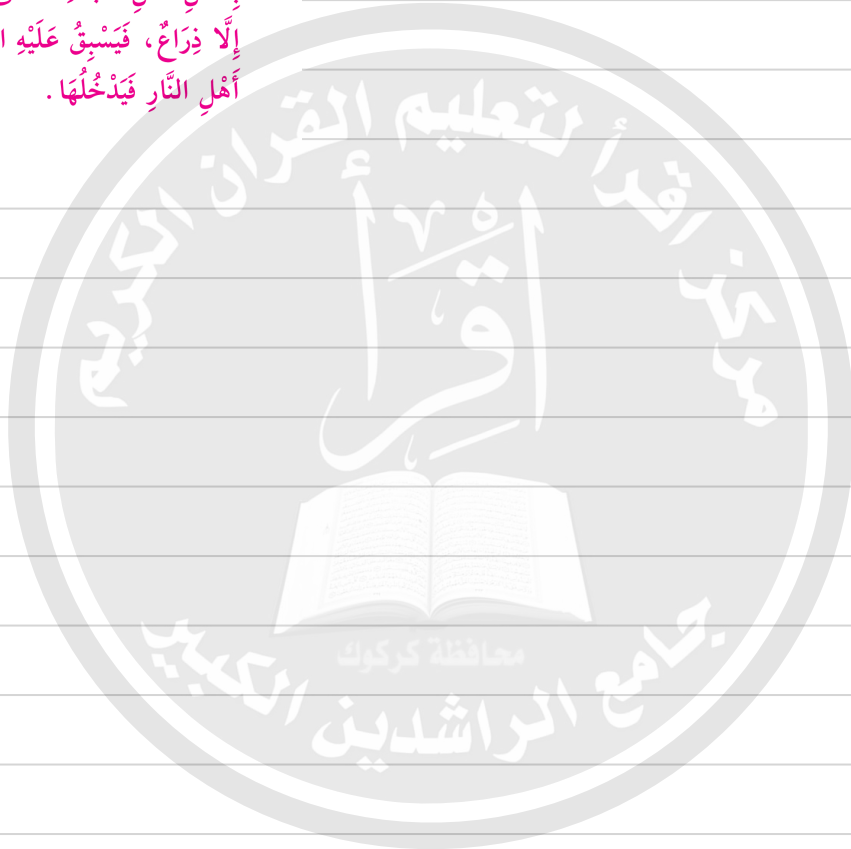 إِلَّا ذِرَاعٌ، فَيَسْبِقُ عَلَيْهِ
أَهْلِ النَّارِ فَيَدْخُلُهَا .
مركز اقرأ لتعليم القران الكريم
اقرأ
محافظة كركوك
جامع الراشدين الكبير